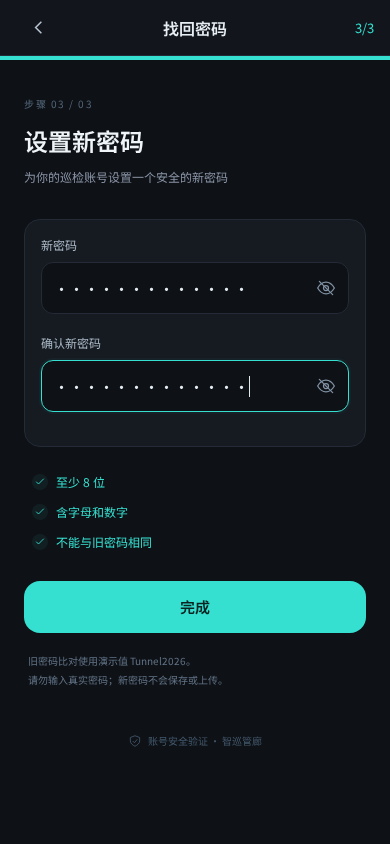 找回密码
3/3
步骤 03 / 03
设置新密码
为你的巡检账号设置一个安全的新密码
新密码
•••••••••••••
确认新密码
•••••••••••••
至少 8 位
含字母和数字
不能与旧密码相同
完成
旧密码比对使用演示值 Tunnel2026。
请勿输入真实密码；新密码不会保存或上传。
账号安全验证 · 智巡管廊